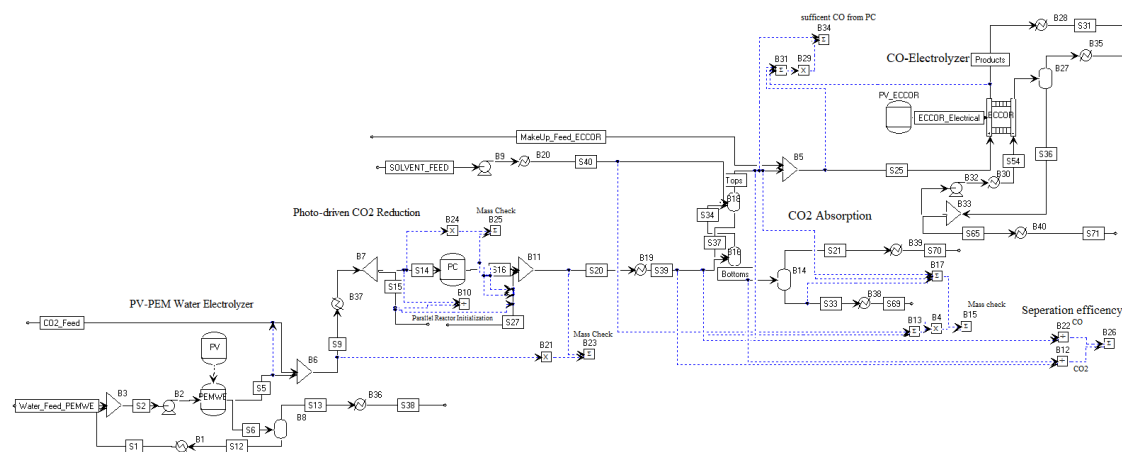 sufficent CO from PC
B34
B28
S31
B35
B31
B29
CO-Electrolyzer
Products
B27
PV_ECCOR
ECCOR_Electrical
ECCOR
MakeUp_Feed_ECCOR
B9
B20
S40
SOLVENT_FEED
B5
S25
S54
S36
B32
B30
Tops
B18
S34
CO2 Absorption
B33
S65
B40
S71
Photo-driven CO2 Reduction
B24
Mass Check
B25
B7
S14
PC
S16
B11
S20
B19
S39
S37
B16
Bottoms
S21
B39
S70
B17
B14
S15
B10
B37
PV-PEM Water Electrolyzer
Parallel Reactor Initialization
S27
S33
B38
S69
Mass check
B13
B4
B15
Seperation efficency
B22
CO
B26
B12
CO2
CO2_Feed
PV
S9
B21
Mass Check
B23
B6
S5
PEMWE
B3
B2
S2
Water_Feed_PEMWE
S6
B8
S13
B36
S38
S1
B1
S12